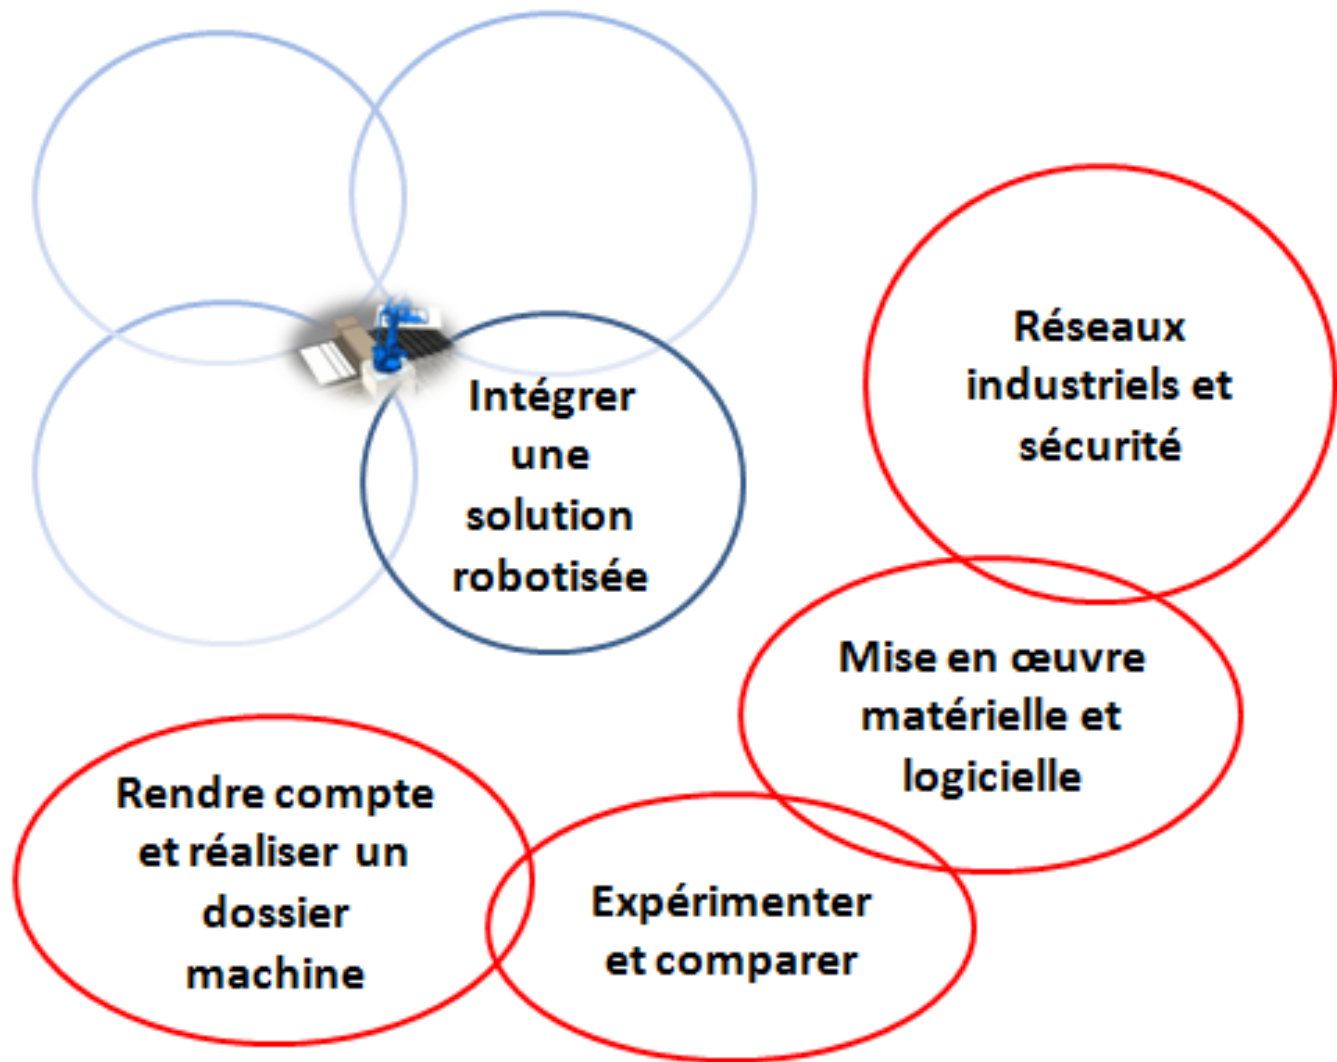 Intégrer
une
solution
robotisée
Réseaux
industriels et
sécurité
Mise en œuvre
matérielle et
logicielle
Expérimenter
et comparer
Rendre compte
et réaliser un
dossier
machine